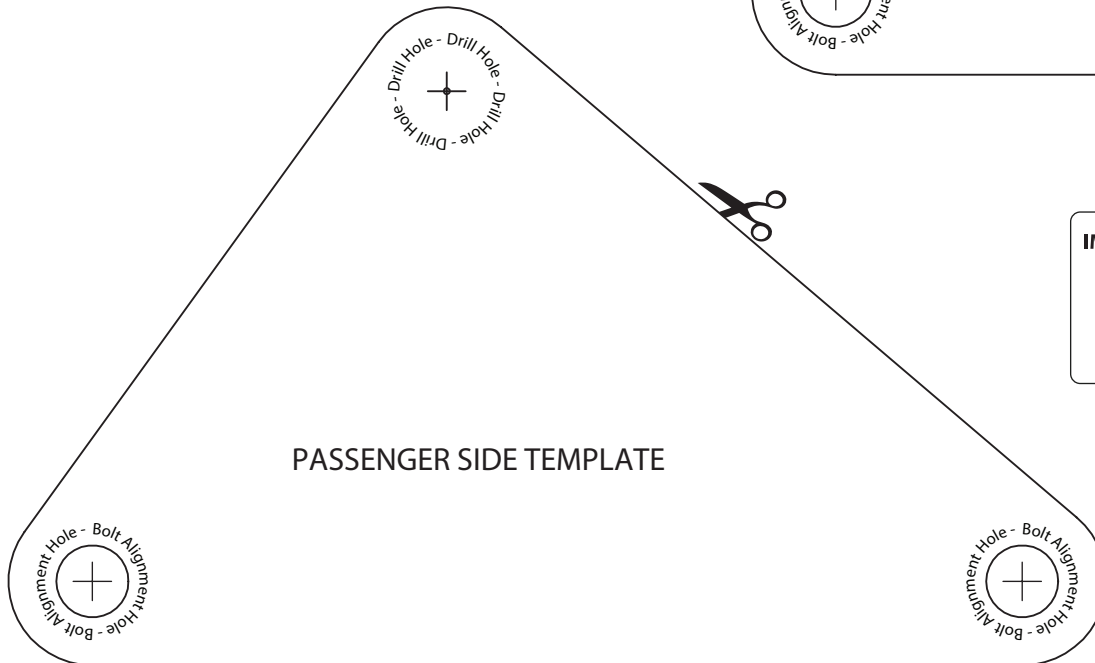 Drill Hole - Drill Hole - Drill Hole - Drill Hole -
PASSENGER SIDE TEMPLATE
Bolt Alignment Hole - Bolt Alignment Hole -
Bolt Alignment Hole - Bolt Alignment Hole -